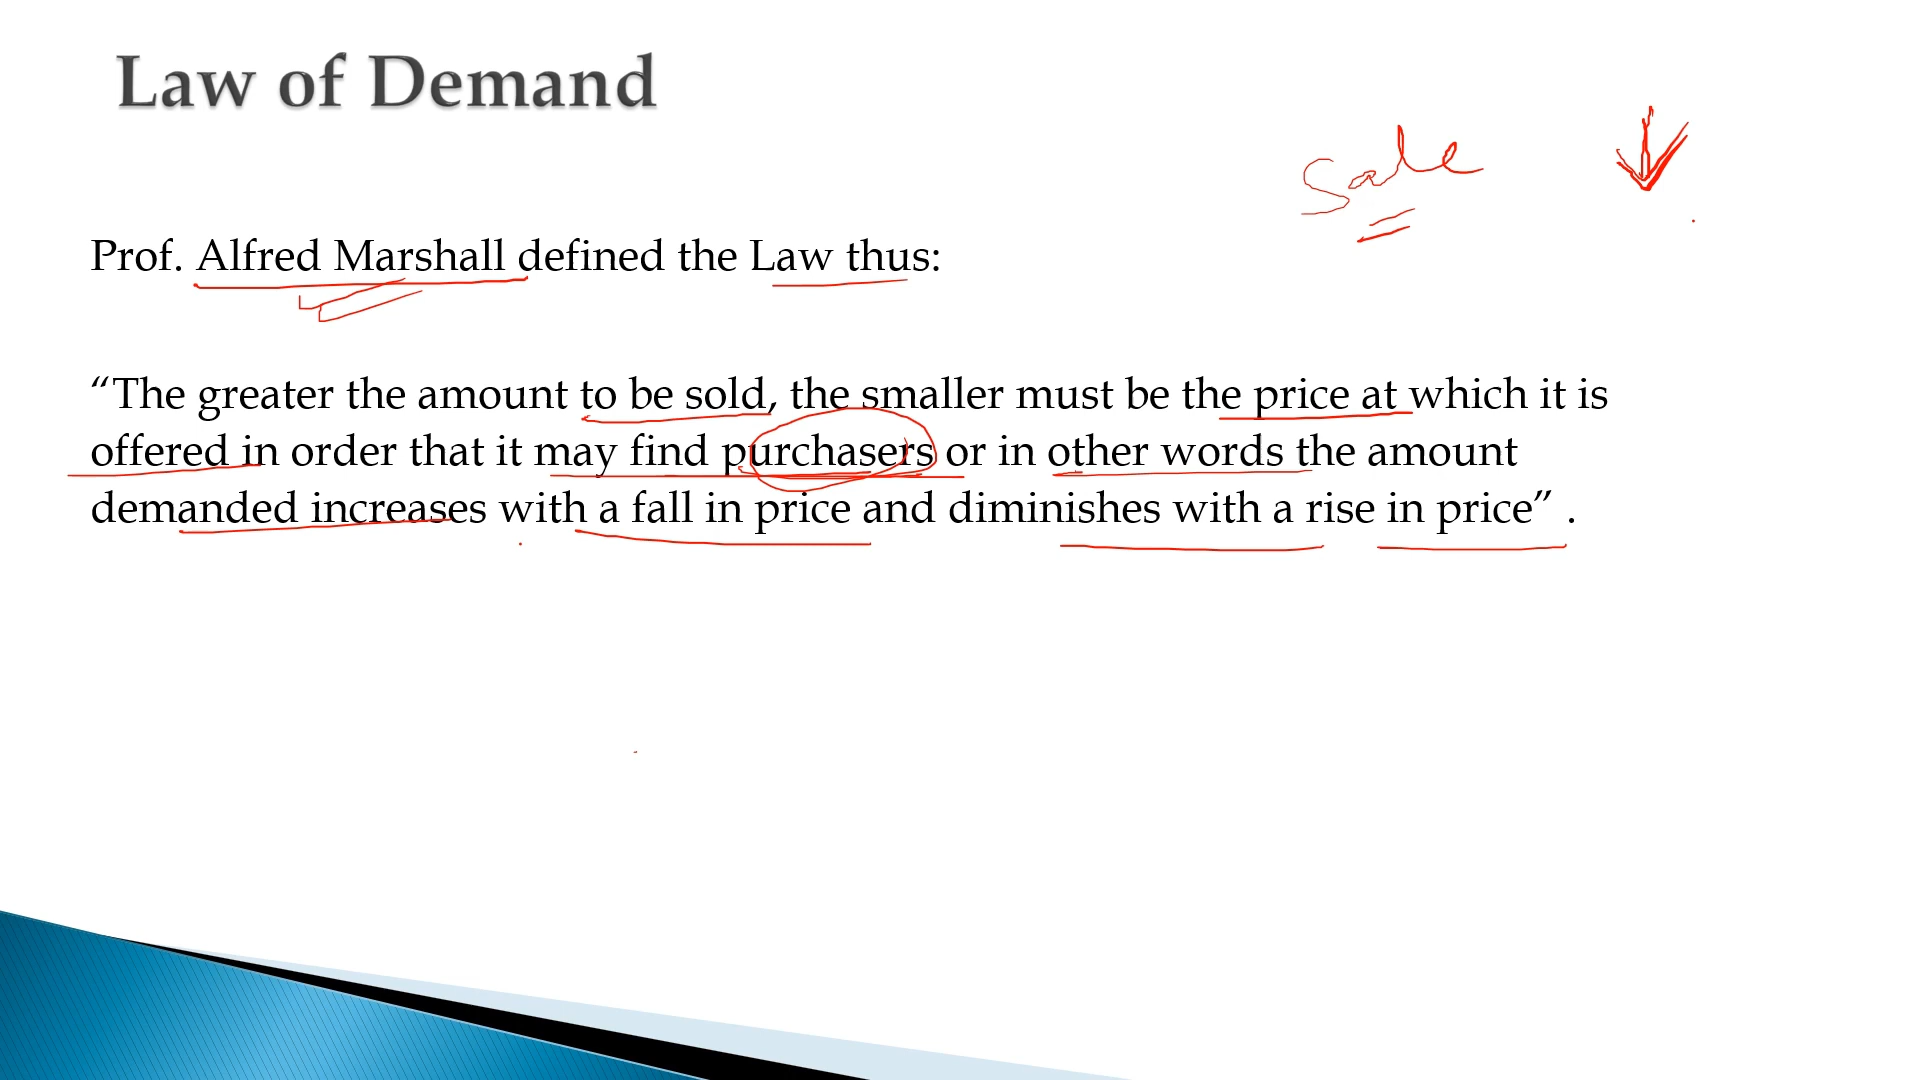 Law of Demand
Sale
Prof. Alfred Marshall defined the Law thus:
“The greater the amount to be sold, the smaller must be the price at which it is
offered in order that it may find purchasers or in other words the amount
demanded increases with a fall in price and diminishes with a rise in price” .